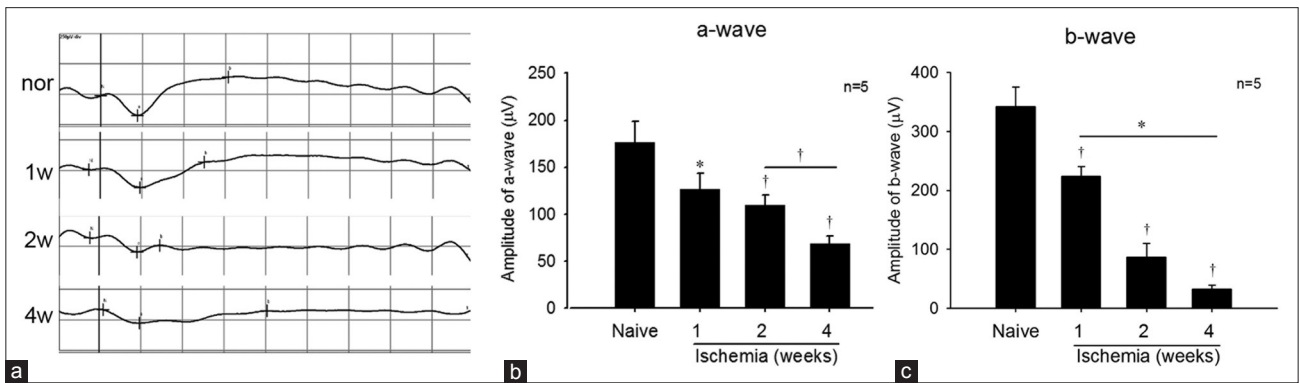 nor
1w
2w
4w
a
a-wave
Amplitude of a-wave (µV)
250
200
150
100
50
0
n=5
*
†
†
†
Naive 1 2 4
Ischemia (weeks)
b
b-wave
Amplitude of b-wave (µV)
400
300
200
100
0
n=5
*
†
†
†
Naive 1 2 4
Ischemia (weeks)
c